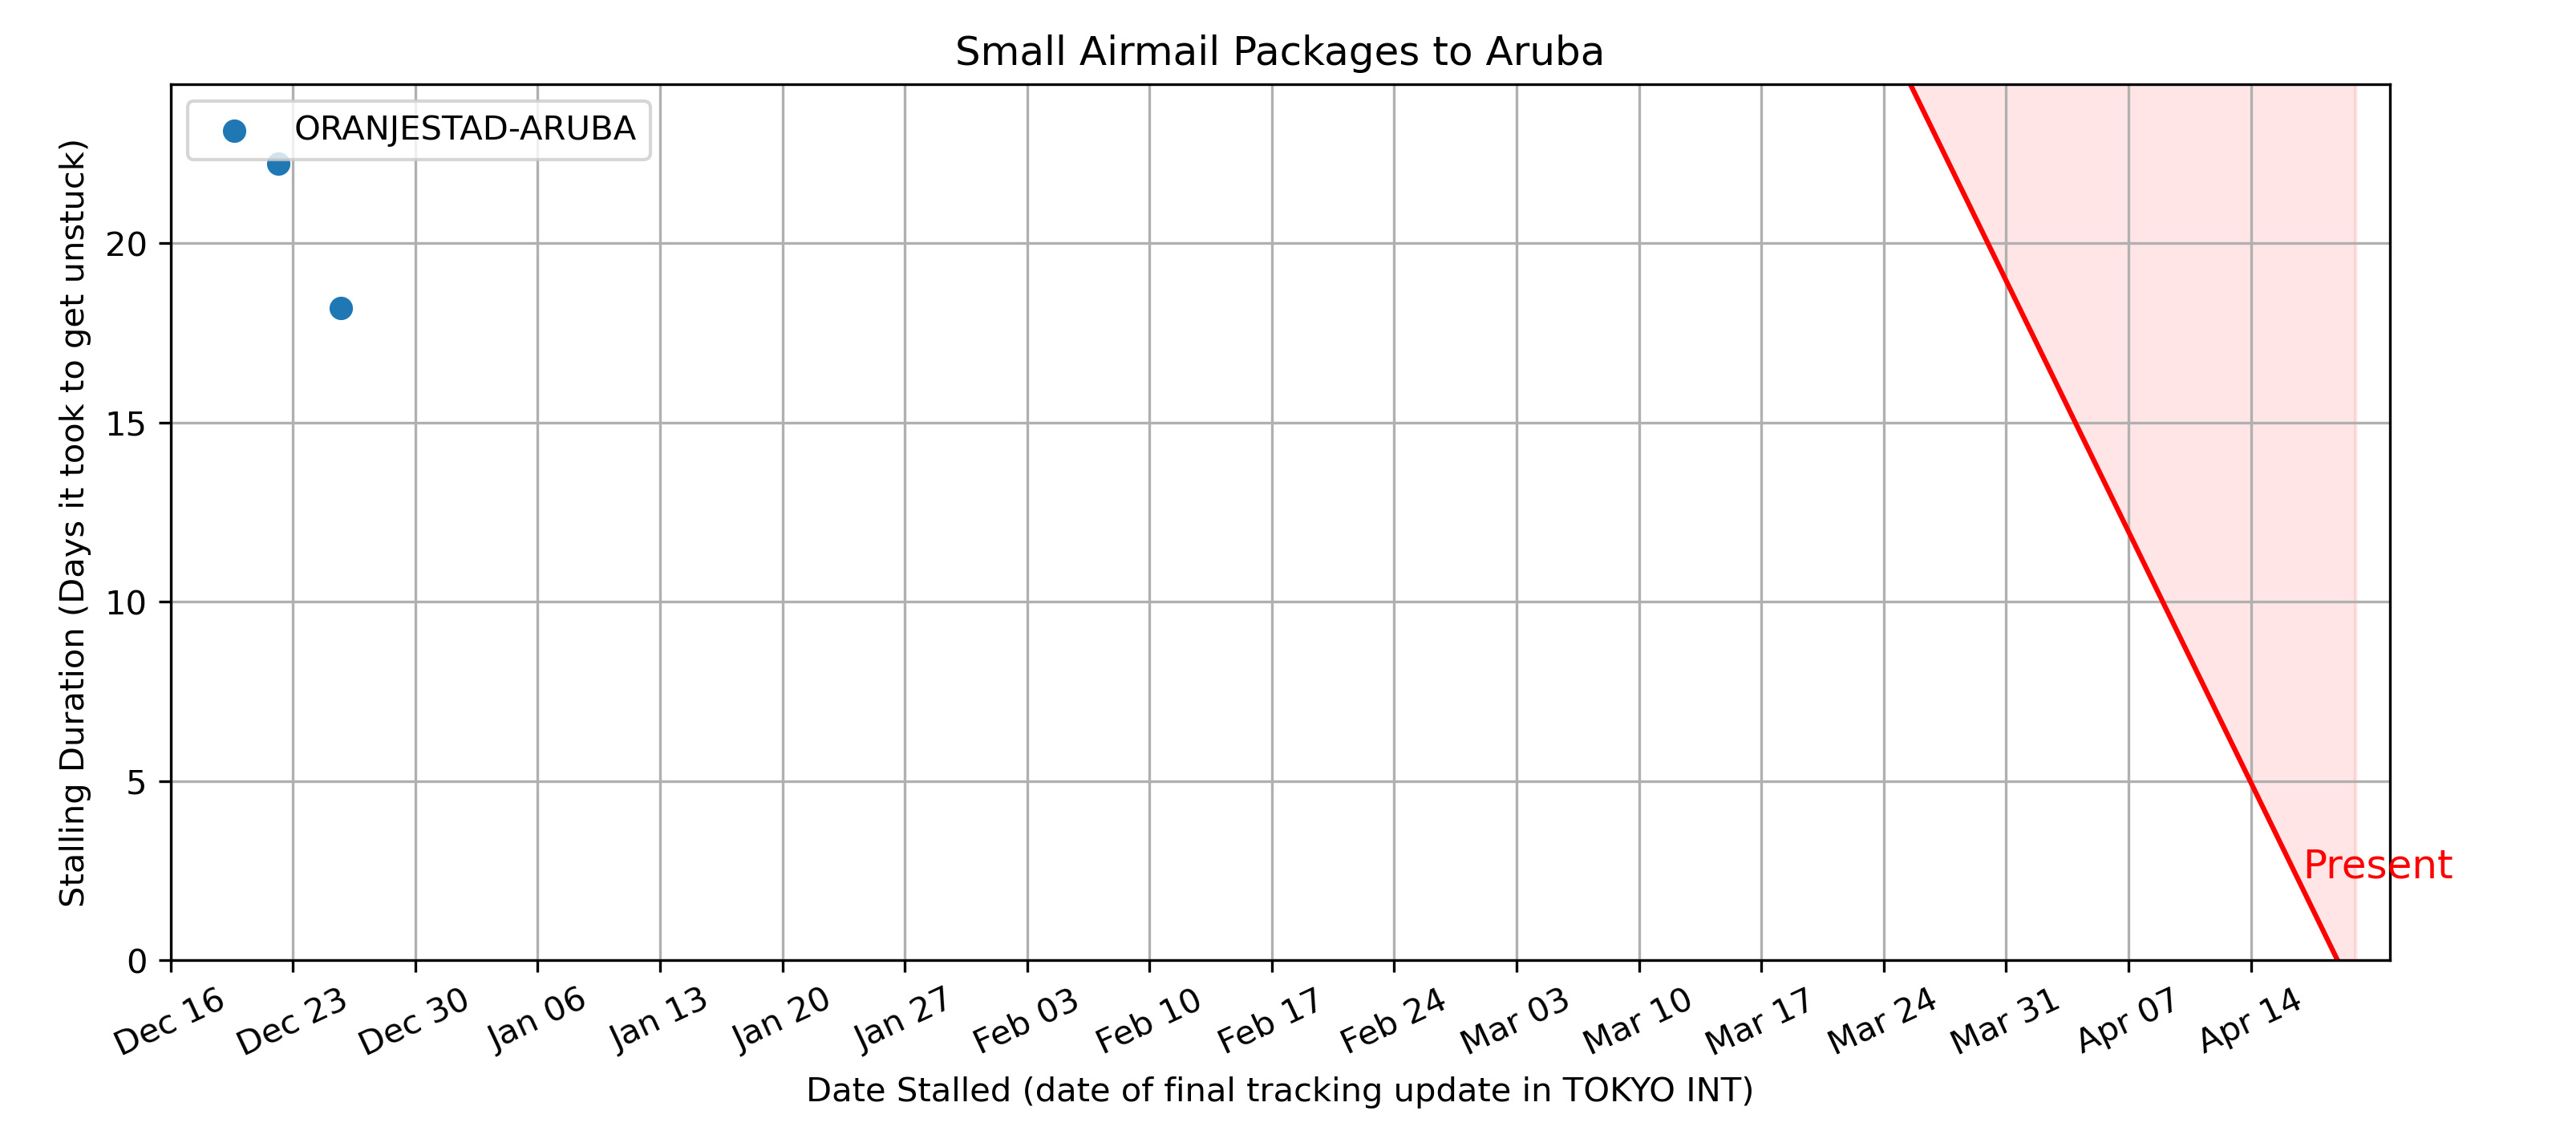 Small Airmail Packages to Aruba
ORANJESTAD-ARUBA
Stalling Duration (Days it took to get unstuck)
20
15
10
5
0
Present
Dec 16
Dec 23
Dec 30
Jan 06
Jan 13
Jan 20
Jan 27
Feb 03
Feb 10
Feb 17
Feb 24
Mar 03
Mar 10
Mar 17
Mar 24
Mar 31
Apr 07
Apr 14
Date Stalled (date of final tracking update in TOKYO INT)